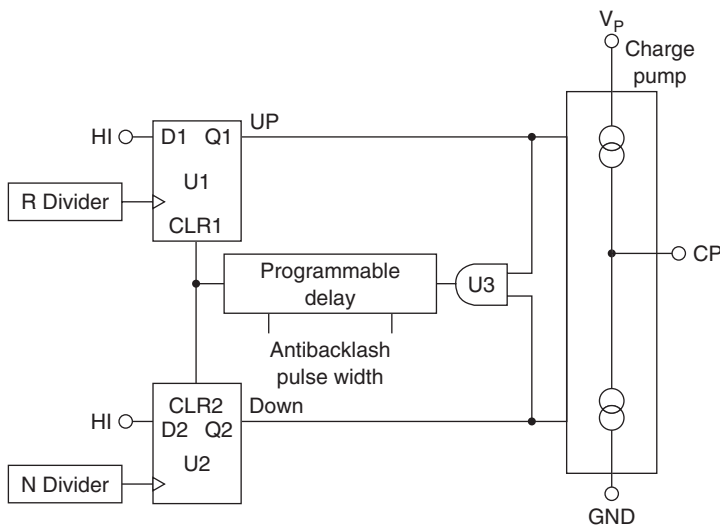 V_P
Charge
pump
UP
HI
D1 Q1
U1
R Divider
CLR1
Programmable
delay
U3
CP
Antibacklash
pulse width
CLR2
Down
HI
D2 Q2
U2
N Divider
GND